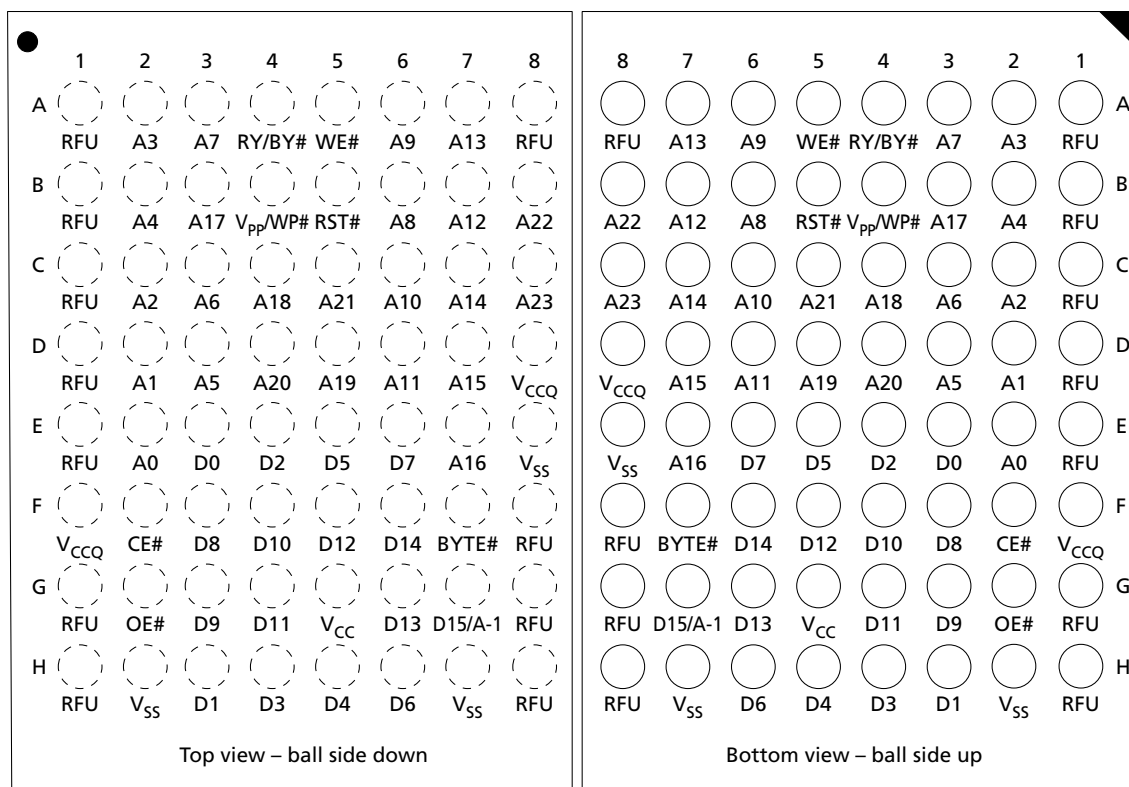 1 2 3 4 5 6 7 8
A
RFU A3 A7 RY/BY# WE# A9 A13 RFU
B
RFU A4 A17 VPP/WP# RST# A8 A12 A22
C
RFU A2 A6 A18 A21 A10 A14 A23
D
RFU A1 A5 A20 A19 A11 A15 VCCQ
E
RFU A0 D0 D2 D5 D7 A16 VSS
F
VCCQ CE# D8 D10 D12 D14 BYTE# RFU
G
RFU OE# D9 D11 VCC D13 D15/A-1 RFU
H
RFU VSS D1 D3 D4 D6 VSS RFU
Top view – ball side down
8 7 6 5 4 3 2 1
A
RFU A13 A9 WE# RY/BY# A7 A3 RFU
B
A22 A12 A8 RST# VPP/WP# A17 A4 RFU
C
A23 A14 A10 A21 A18 A6 A2 RFU
D
VCCQ A15 A11 A19 A20 A5 A1 RFU
E
VSS A16 D7 D5 D2 D0 A0 RFU
F
RFU BYTE# D14 D12 D10 D8 CE# VCCQ
G
RFU D15/A-1 D13 VCC D11 D9 OE# RFU
H
RFU VSS D6 D4 D3 D1 VSS RFU
Bottom view – ball side up